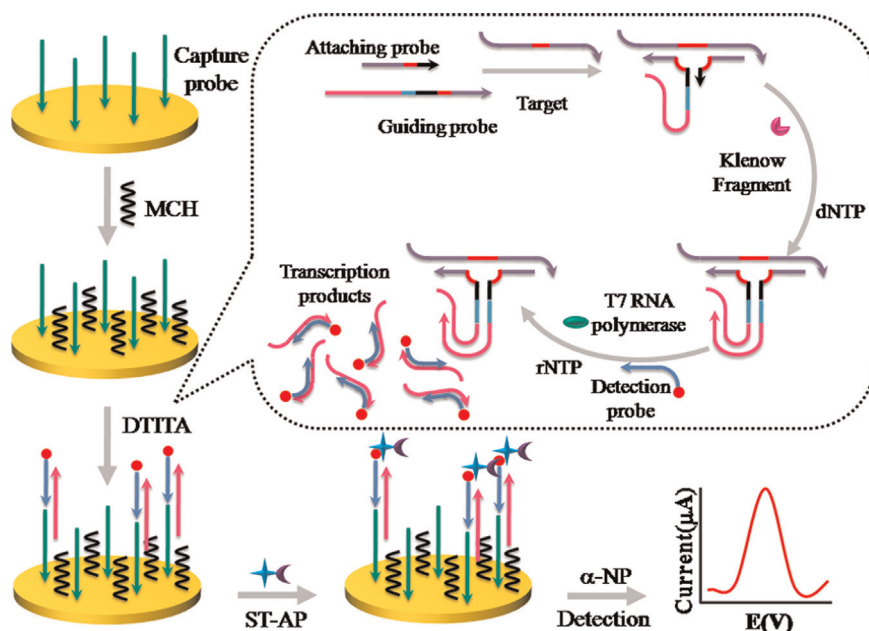 Capture
probe
MCH
DTITA
Attaching probe
Guiding probe
Target
Klenow
Fragment
dNTP
T7 RNA
polymerase
rNTP
Detection
probe
Transcription
products
ST-AP
α-NP
Detection
Current(μA)
E(V)